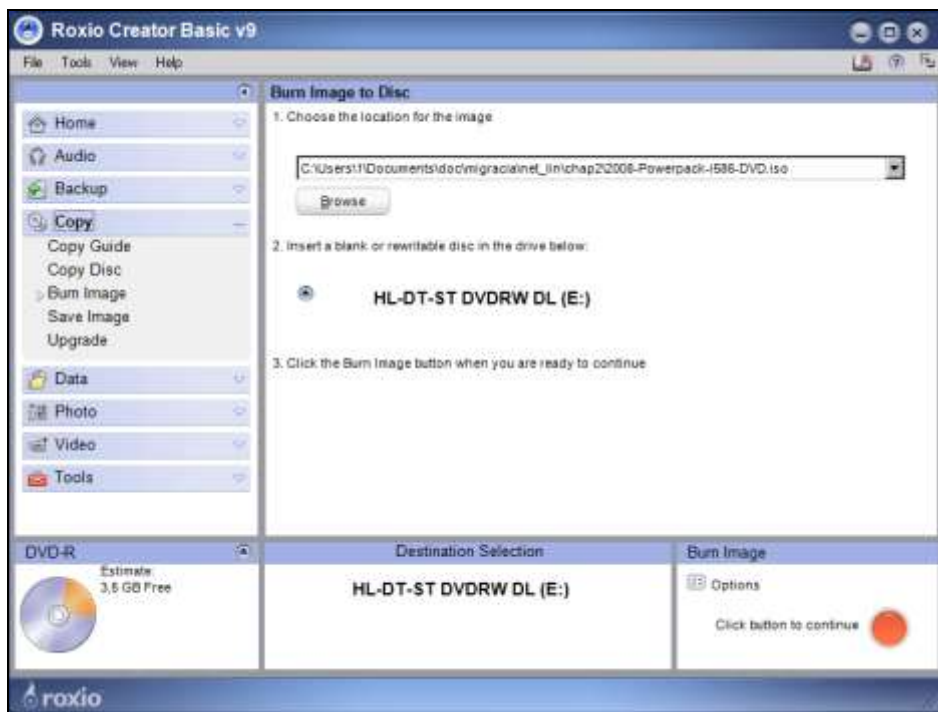 Roxio Creator Basic v9
File Tools View Help
Home
Audio
Backup
Copy
Copy Guide
Copy Disc
Burn Image
Save Image
Upgrade
Data
Photo
Video
Tools
Burn Image to Disc
1. Choose the location for the image
C:\Users\f\Documents\doc\migracia\net_lin\chap2\2008-Powerpack-i586-DVD.iso
Browse
2. Insert a blank or rewritable disc in the drive below:
HL-DT-ST DVDRW DL (E:)
3. Click the Burn Image button when you are ready to continue
DVD-R
Estimate:
3,6 GB Free
Destination Selection
HL-DT-ST DVDRW DL (E:)
Burn Image
Options
Click button to continue
roxio